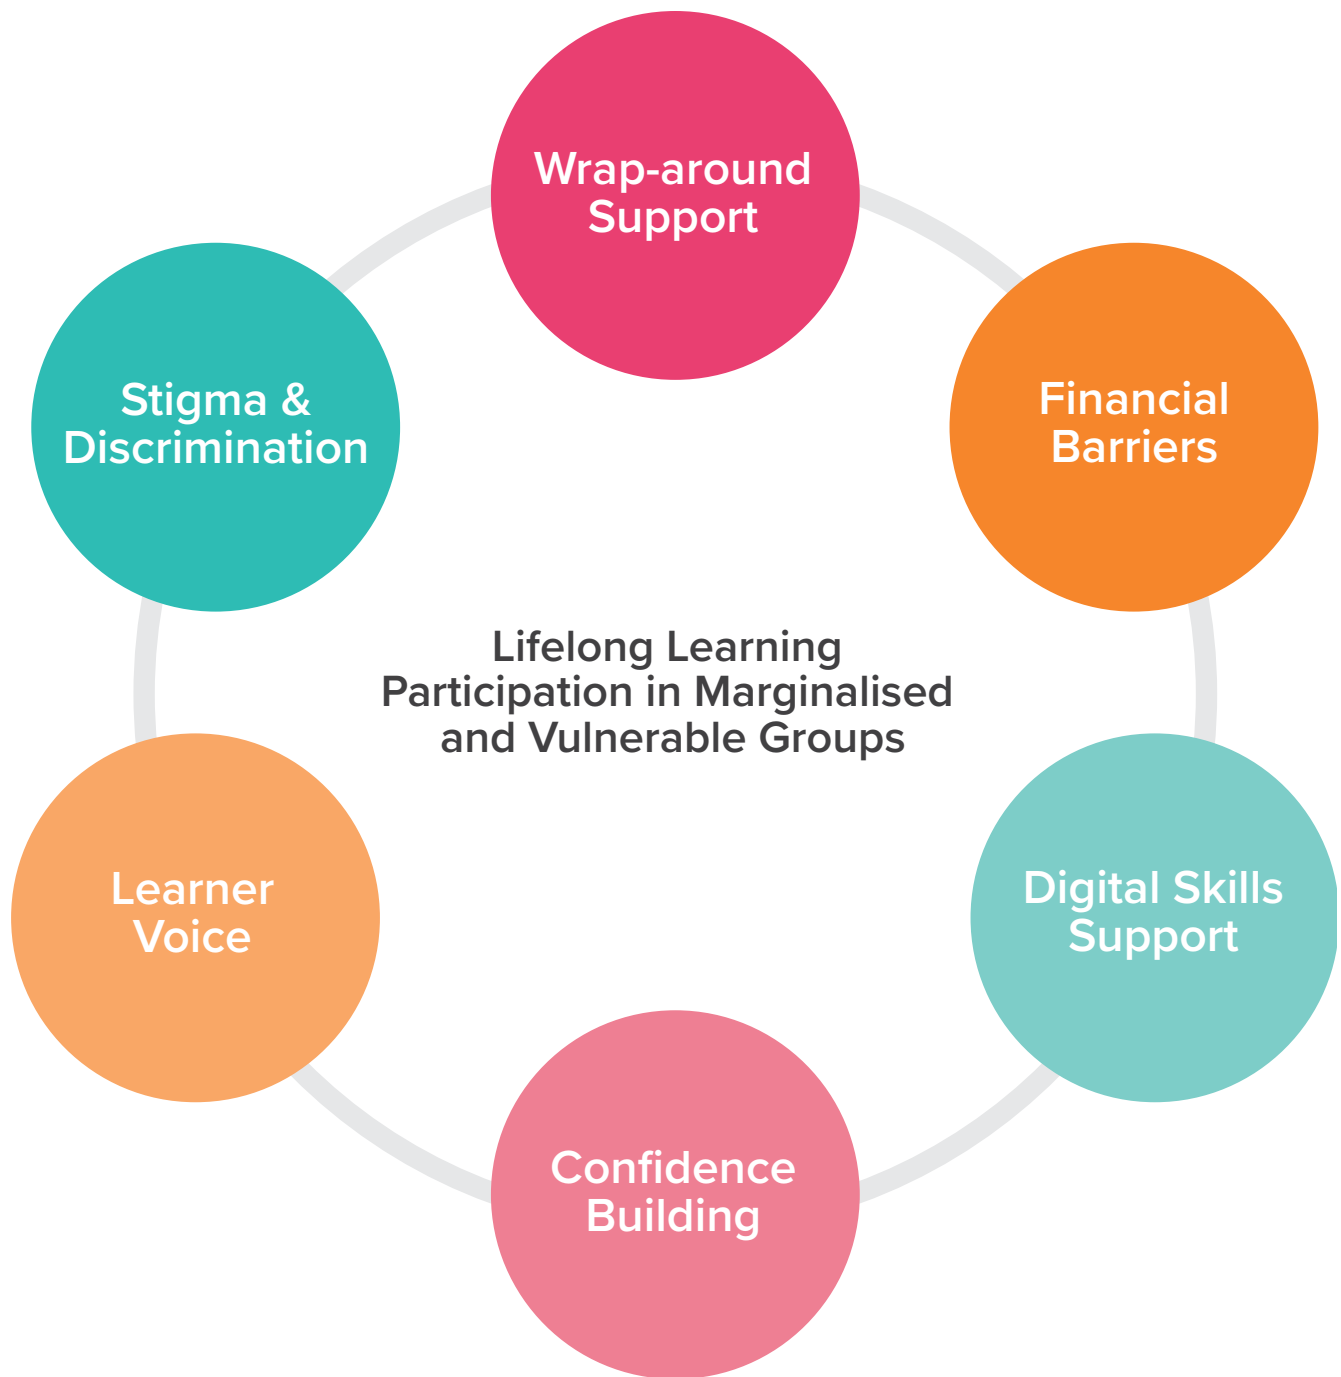 Wrap-around
Support
Financial
Barriers
Digital Skills
Support
Confidence
Building
Learner
Voice
Stigma &
Discrimination
Lifelong Learning
Participation in Marginalised
and Vulnerable Groups